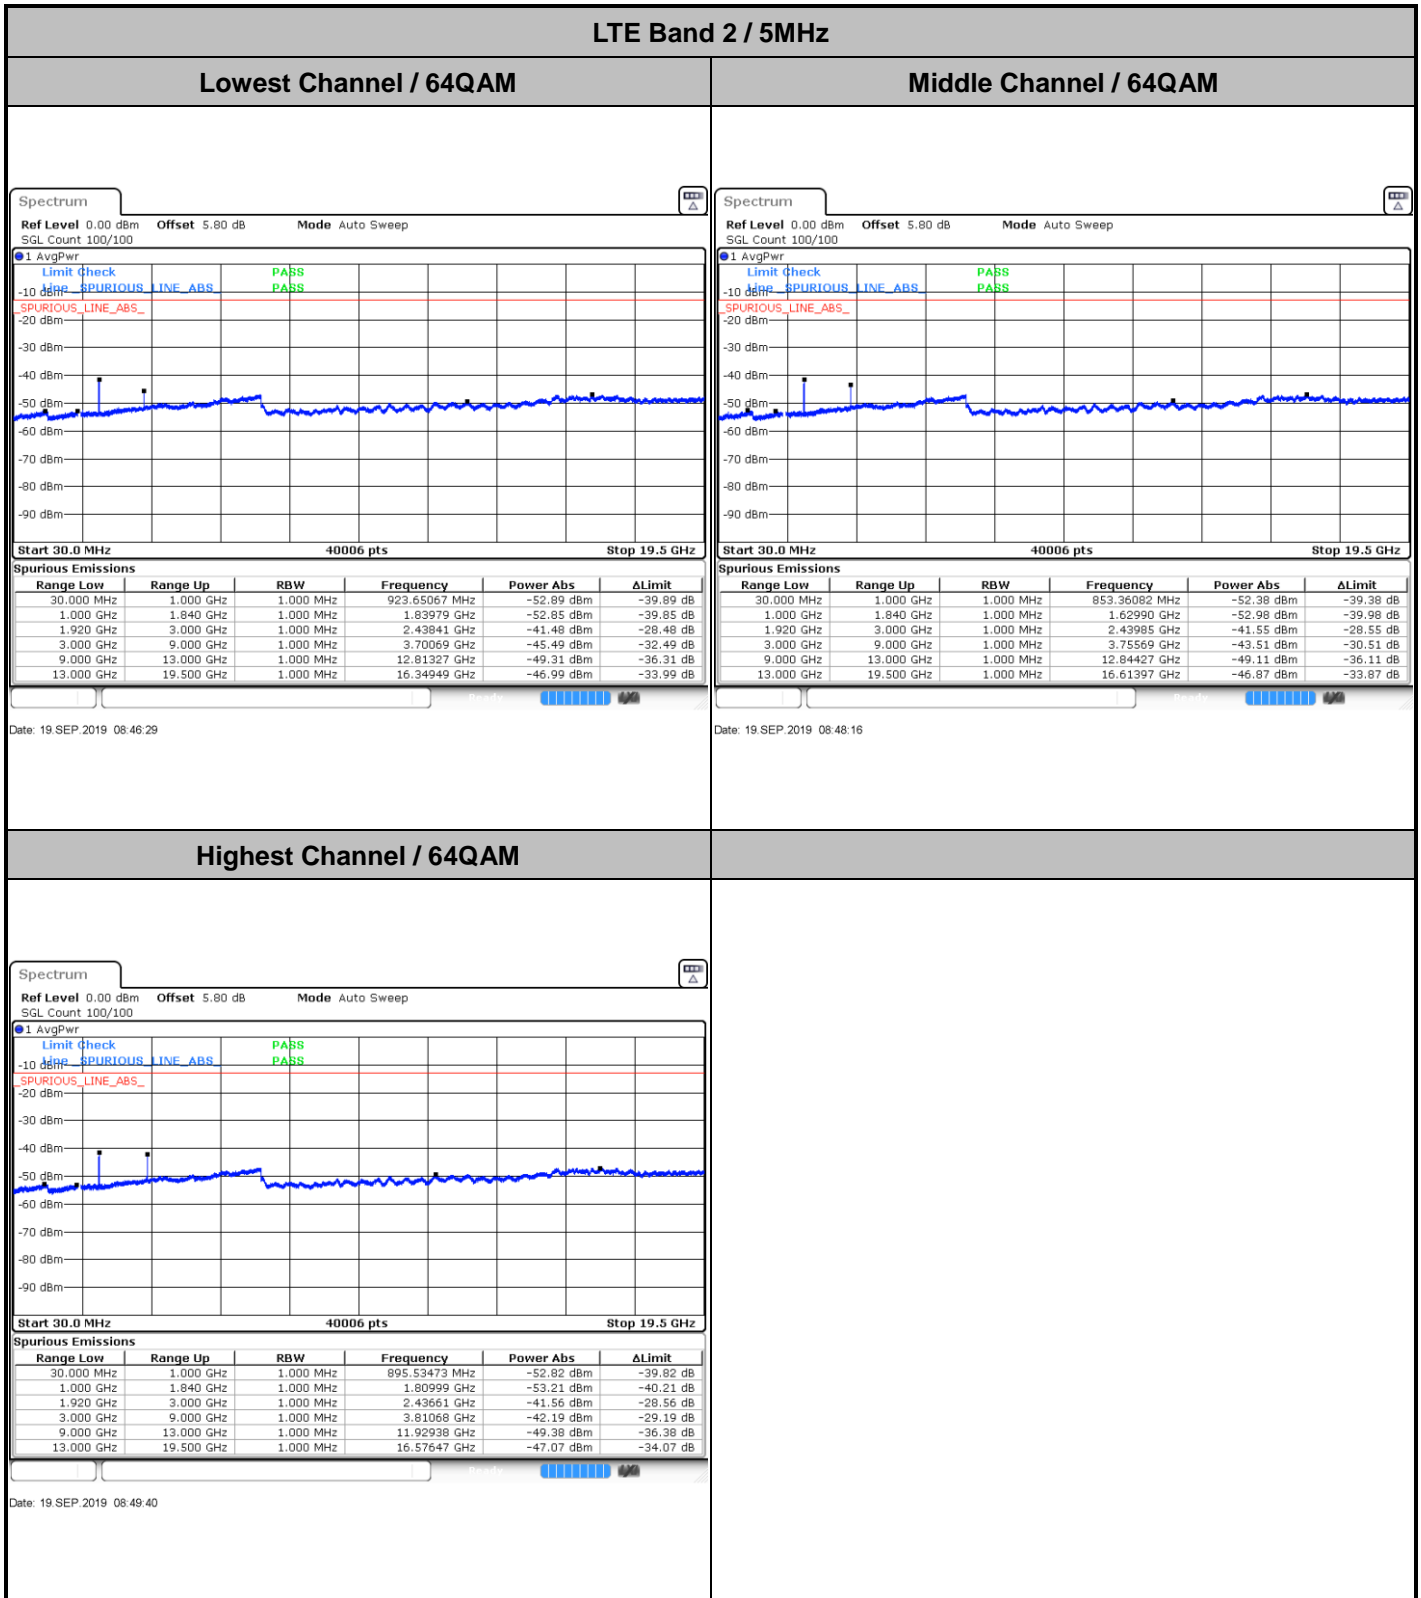 LTE Band 2 / 5MHz
Lowest Channel / 64QAM
Middle Channel / 64QAM
Spectrum
Ref Level 0.00 dBm Offset 5.80 dB Mode Auto Sweep
SGL Count 100/100
1 AvgPwr
Limit Check PASS
Line _SPURIOUS_LINE_ABS_ PASS
-10 dBm
_SPURIOUS_LINE_ABS_
-20 dBm
-30 dBm
-40 dBm
-50 dBm
-60 dBm
-70 dBm
-80 dBm
-90 dBm
Start 30.0 MHz 40006 pts Stop 19.5 GHz
Spurious Emissions
Range Low Range Up RBW Frequency Power Abs ΔLimit
30.000 MHz 1.000 GHz 1.000 MHz 923.65067 MHz -52.89 dBm -39.89 dB
1.000 GHz 1.840 GHz 1.000 MHz 1.83979 GHz -52.85 dBm -39.85 dB
1.920 GHz 3.000 GHz 1.000 MHz 2.43841 GHz -41.48 dBm -28.48 dB
3.000 GHz 9.000 GHz 1.000 MHz 3.70069 GHz -45.49 dBm -32.49 dB
9.000 GHz 13.000 GHz 1.000 MHz 12.81327 GHz -49.31 dBm -36.31 dB
13.000 GHz 19.500 GHz 1.000 MHz 16.34949 GHz -46.99 dBm -33.99 dB
Ready
Date: 19.SEP.2019 08:46:29
Spectrum
Ref Level 0.00 dBm Offset 5.80 dB Mode Auto Sweep
SGL Count 100/100
1 AvgPwr
Limit Check PASS
Line _SPURIOUS_LINE_ABS_ PASS
-10 dBm
_SPURIOUS_LINE_ABS_
-20 dBm
-30 dBm
-40 dBm
-50 dBm
-60 dBm
-70 dBm
-80 dBm
-90 dBm
Start 30.0 MHz 40006 pts Stop 19.5 GHz
Spurious Emissions
Range Low Range Up RBW Frequency Power Abs ΔLimit
30.000 MHz 1.000 GHz 1.000 MHz 853.36082 MHz -52.38 dBm -39.38 dB
1.000 GHz 1.840 GHz 1.000 MHz 1.62990 GHz -52.98 dBm -39.98 dB
1.920 GHz 3.000 GHz 1.000 MHz 2.43985 GHz -41.55 dBm -28.55 dB
3.000 GHz 9.000 GHz 1.000 MHz 3.75569 GHz -43.51 dBm -30.51 dB
9.000 GHz 13.000 GHz 1.000 MHz 12.84427 GHz -49.11 dBm -36.11 dB
13.000 GHz 19.500 GHz 1.000 MHz 16.61397 GHz -46.87 dBm -33.87 dB
Ready
Date: 19.SEP.2019 08:48:16
Highest Channel / 64QAM
Spectrum
Ref Level 0.00 dBm Offset 5.80 dB Mode Auto Sweep
SGL Count 100/100
1 AvgPwr
Limit Check PASS
Line _SPURIOUS_LINE_ABS_ PASS
-10 dBm
_SPURIOUS_LINE_ABS_
-20 dBm
-30 dBm
-40 dBm
-50 dBm
-60 dBm
-70 dBm
-80 dBm
-90 dBm
Start 30.0 MHz 40006 pts Stop 19.5 GHz
Spurious Emissions
Range Low Range Up RBW Frequency Power Abs ΔLimit
30.000 MHz 1.000 GHz 1.000 MHz 895.53473 MHz -52.82 dBm -39.82 dB
1.000 GHz 1.840 GHz 1.000 MHz 1.80999 GHz -53.21 dBm -40.21 dB
1.920 GHz 3.000 GHz 1.000 MHz 2.43661 GHz -41.56 dBm -28.56 dB
3.000 GHz 9.000 GHz 1.000 MHz 3.81068 GHz -42.19 dBm -29.19 dB
9.000 GHz 13.000 GHz 1.000 MHz 11.92938 GHz -49.38 dBm -36.38 dB
13.000 GHz 19.500 GHz 1.000 MHz 16.57647 GHz -47.07 dBm -34.07 dB
Ready
Date: 19.SEP.2019 08:49:40